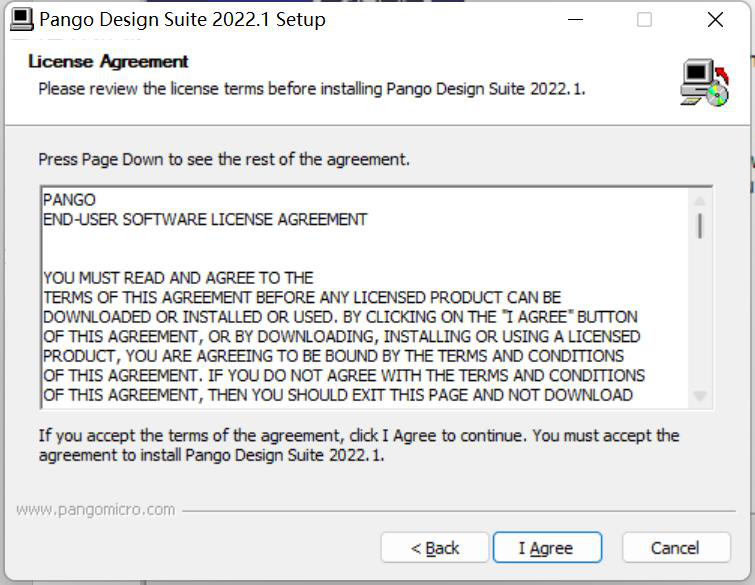 Pango Design Suite 2022.1 Setup
License Agreement
Please review the license terms before installing Pango Design Suite 2022.1.
Press Page Down to see the rest of the agreement.
PANGO
END-USER SOFTWARE LICENSE AGREEMENT
YOU MUST READ AND AGREE TO THE
TERMS OF THIS AGREEMENT BEFORE ANY LICENSED PRODUCT CAN BE
DOWNLOADED OR INSTALLED OR USED. BY CLICKING ON THE "I AGREE" BUTTON
OF THIS AGREEMENT, OR BY DOWNLOADING, INSTALLING OR USING A LICENSED
PRODUCT, YOU ARE AGREEING TO BE BOUND BY THE TERMS AND CONDITIONS
OF THIS AGREEMENT. IF YOU DO NOT AGREE WITH THE TERMS AND CONDITIONS
OF THIS AGREEMENT, THEN YOU SHOULD EXIT THIS PAGE AND NOT DOWNLOAD
If you accept the terms of the agreement, click I Agree to continue. You must accept the
agreement to install Pango Design Suite 2022.1.
www.pangomicro.com
< Back
I Agree
Cancel